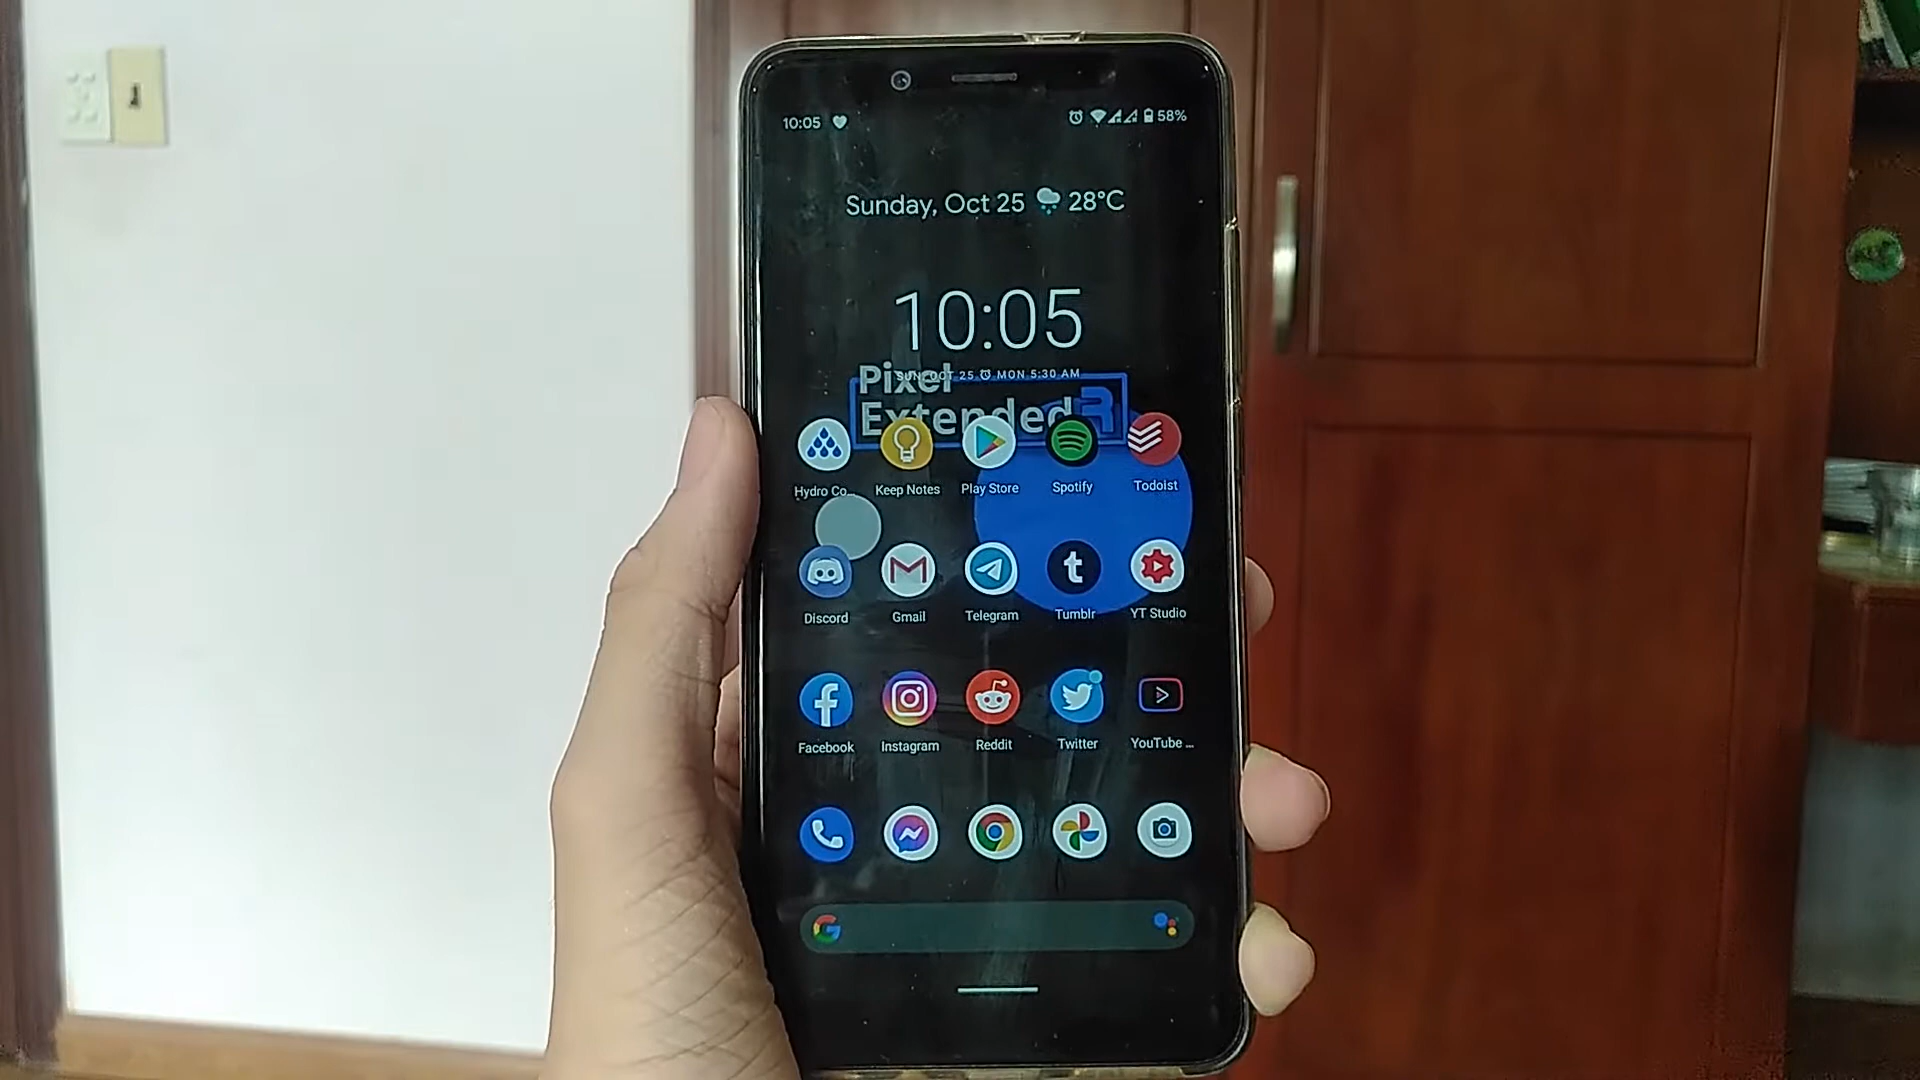 10:05
58%
Sunday, Oct 25 28°C
10:05
SUN, OCT 25 MON 5:30 AM
Pixel
Extended R
Hydro Co... Keep Notes Play Store Spotify Todoist
Discord Gmail Telegram Tumblr YT Studio
Facebook Instagram Reddit Twitter YouTube ...